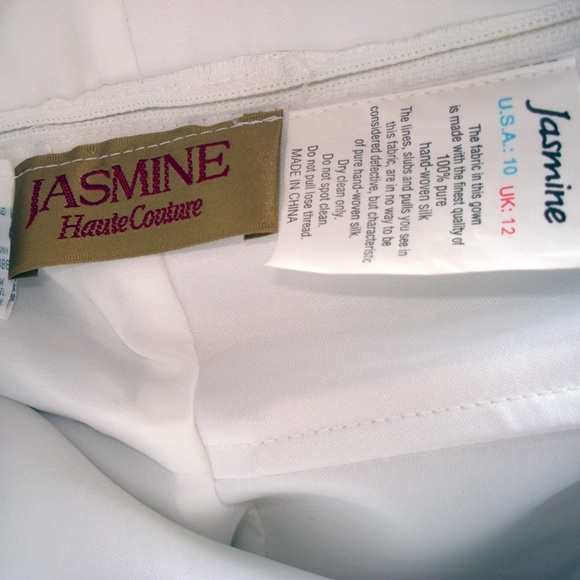 JASMINE
Haute Couture
Jasmine
U.S.A.: 10 UK: 12
The fabric in this gown
is made with the finest quality of
hand-woven silk
100% pure
The lines, slubs and pulls you see in
this fabric, are in no way to be
considered defective, but characteristic
of pure hand-woven silk.
Dry clean only.
Do not spot clean.
Do not pull lose thread.
MADE IN CHINA